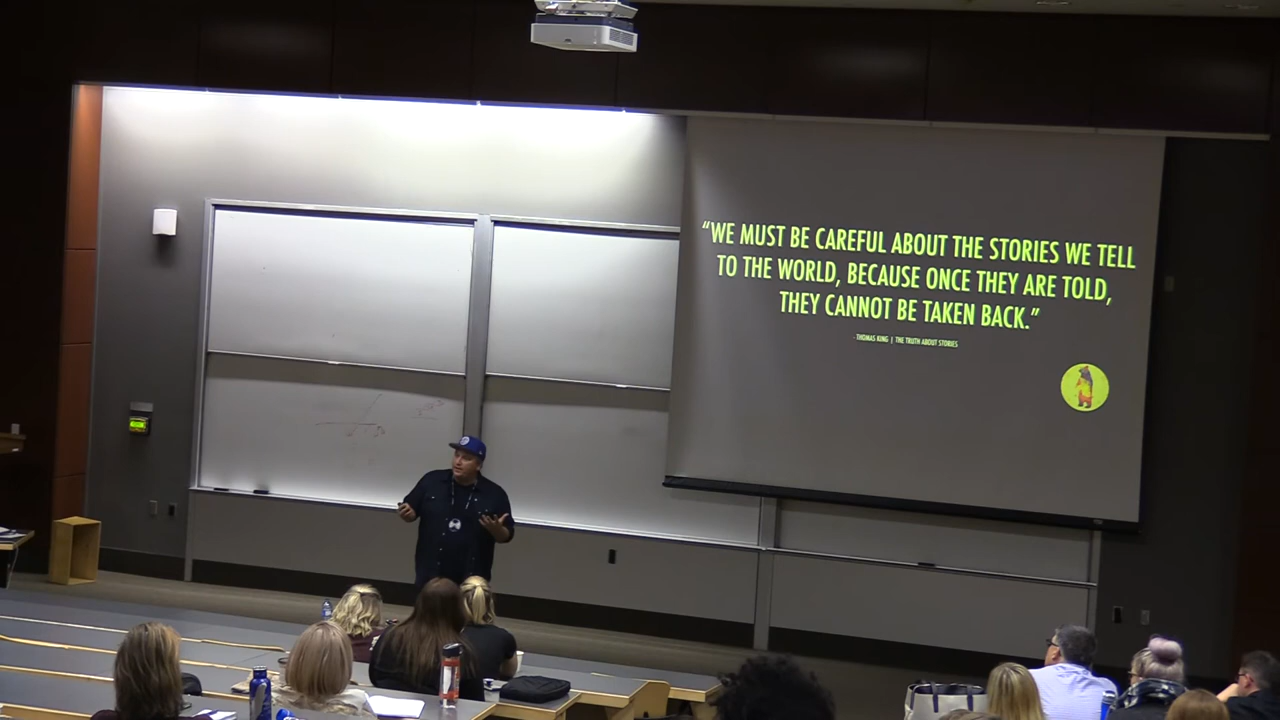 “WE MUST BE CAREFUL ABOUT THE STORIES WE TELL
TO THE WORLD, BECAUSE ONCE THEY ARE TOLD,
THEY CANNOT BE TAKEN BACK.”
- THOMAS KING | THE TRUTH ABOUT STORIES